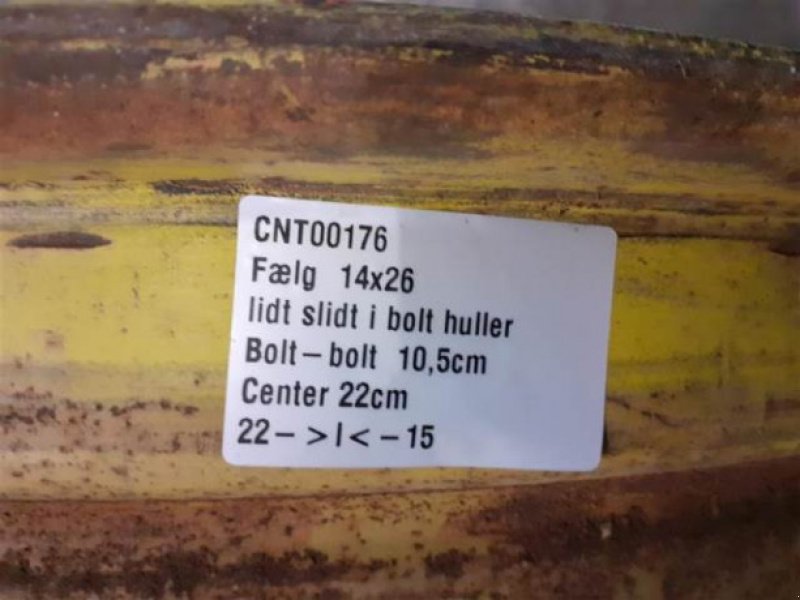 CNT00176
Fælg 14x26
lidt slidt i bolt huller
Bolt-bolt 10,5cm
Center 22cm
22- >|< -15